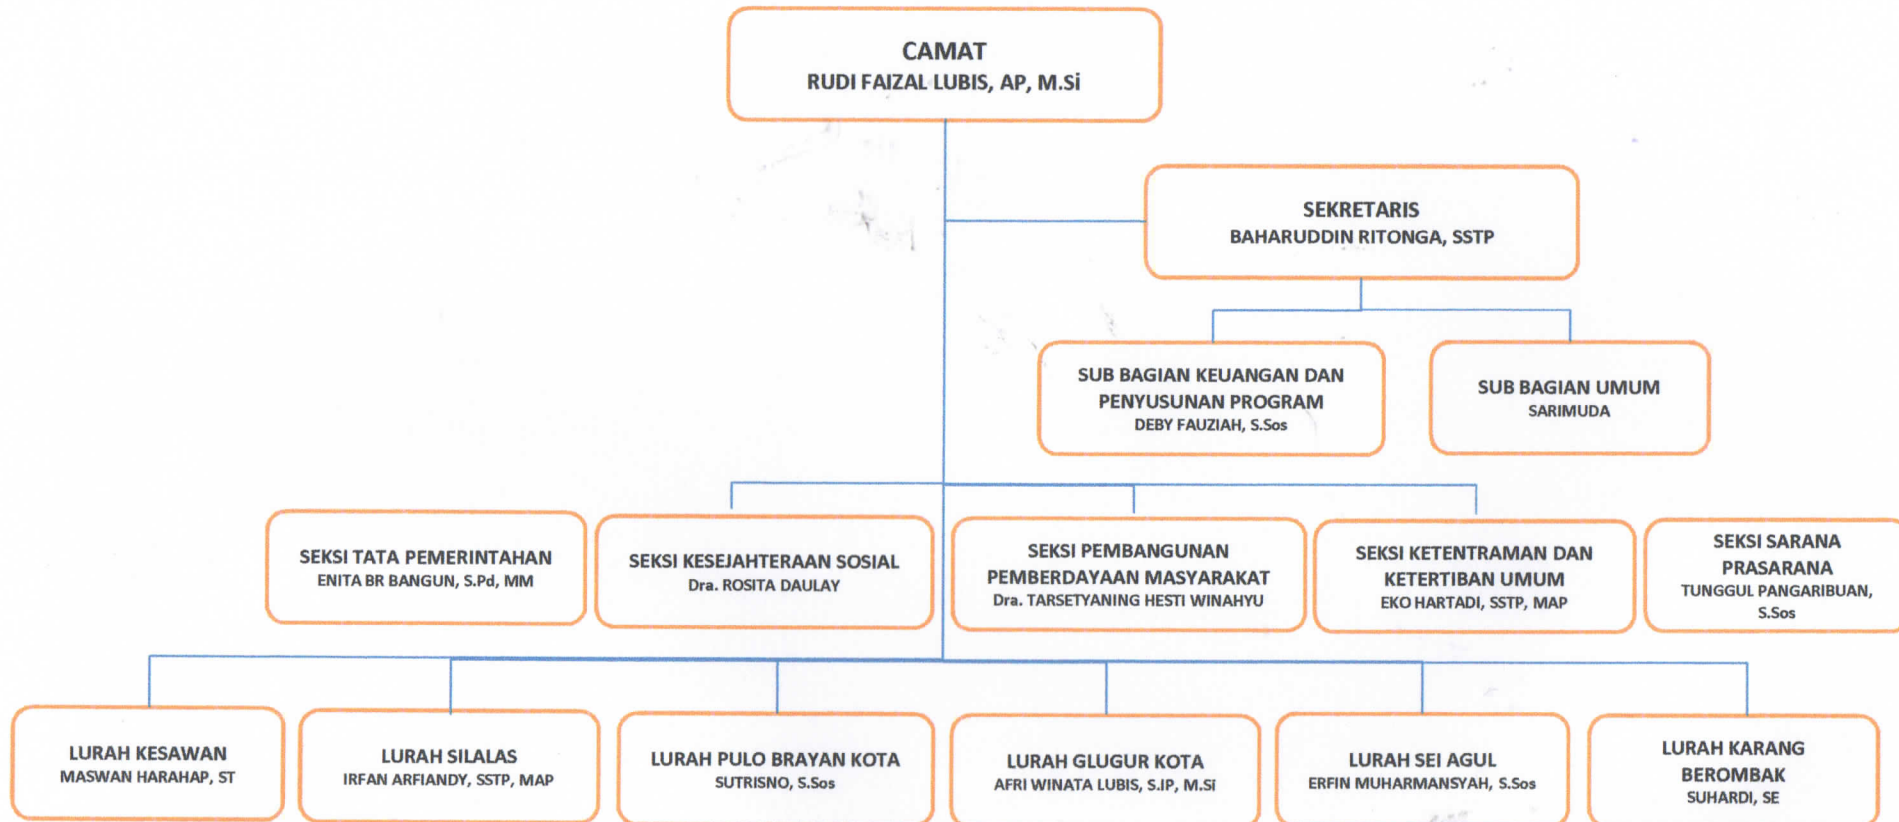 CAMAT
RUDI FAIZAL LUBIS, AP, M.Si
SEKRETARIS
BAHARUDDIN RITONGA, SSTP
SUB BAGIAN KEUANGAN DAN
PENYUSUNAN PROGRAM
DEBY FAUZIAH, S.Sos
SUB BAGIAN UMUM
SARIMUDA
SEKSI TATA PEMERINTAHAN
ENITA BR BANGUN, S.Pd, MM
SEKSI KESEJAHTERAAN SOSIAL
Dra. ROSITA DAULAY
SEKSI PEMBANGUNAN
PEMBERDAYAAN MASYARAKAT
Dra. TARSETYANING HESTI WINAHYU
SEKSI KETENTRAMAN DAN
KETERTIBAN UMUM
EKO HARTADI, SSTP, MAP
SEKSI SARANA
PRASARANA
TUNGGUL PANGARIBUAN,
S.Sos
LURAH KESAWAN
MASWAN HARAHAP, ST
LURAH SILALAS
IRFAN ARFIANDY, SSTP, MAP
LURAH PULO BRAYAN KOTA
SUTRISNO, S.Sos
LURAH GLUGUR KOTA
AFRI WINATA LUBIS, S.IP, M.Si
LURAH SEI AGUL
ERFIN MUHARMANSYAH, S.Sos
LURAH KARANG
BEROMBAK
SUHARDI, SE